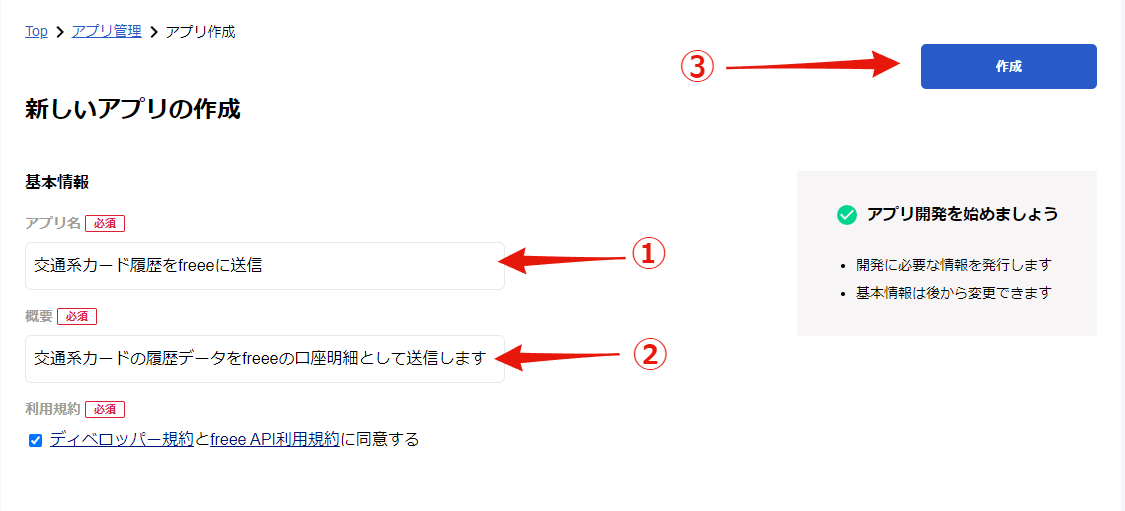 Top > アプリ管理 > アプリ作成
③
作成
新しいアプリの作成
基本情報
アプリ名 必須
交通系カード履歴をfreeeに送信
①
概要 必須
交通系カードの履歴データをfreeeの口座明細として送信します
②
利用規約 必須
ディベロッパー規約とfreee API利用規約に同意する
アプリ開発を始めましょう
• 開発に必要な情報を発行します
• 基本情報は後から変更できます